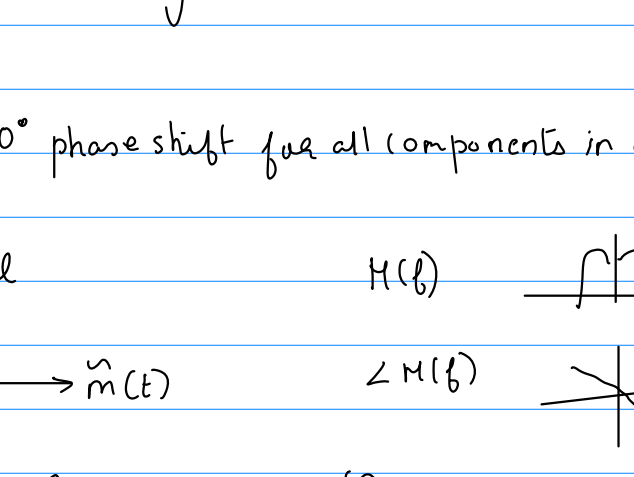 0° phase shift for all components in
l M(f)
m̃(t) ∠M(f)